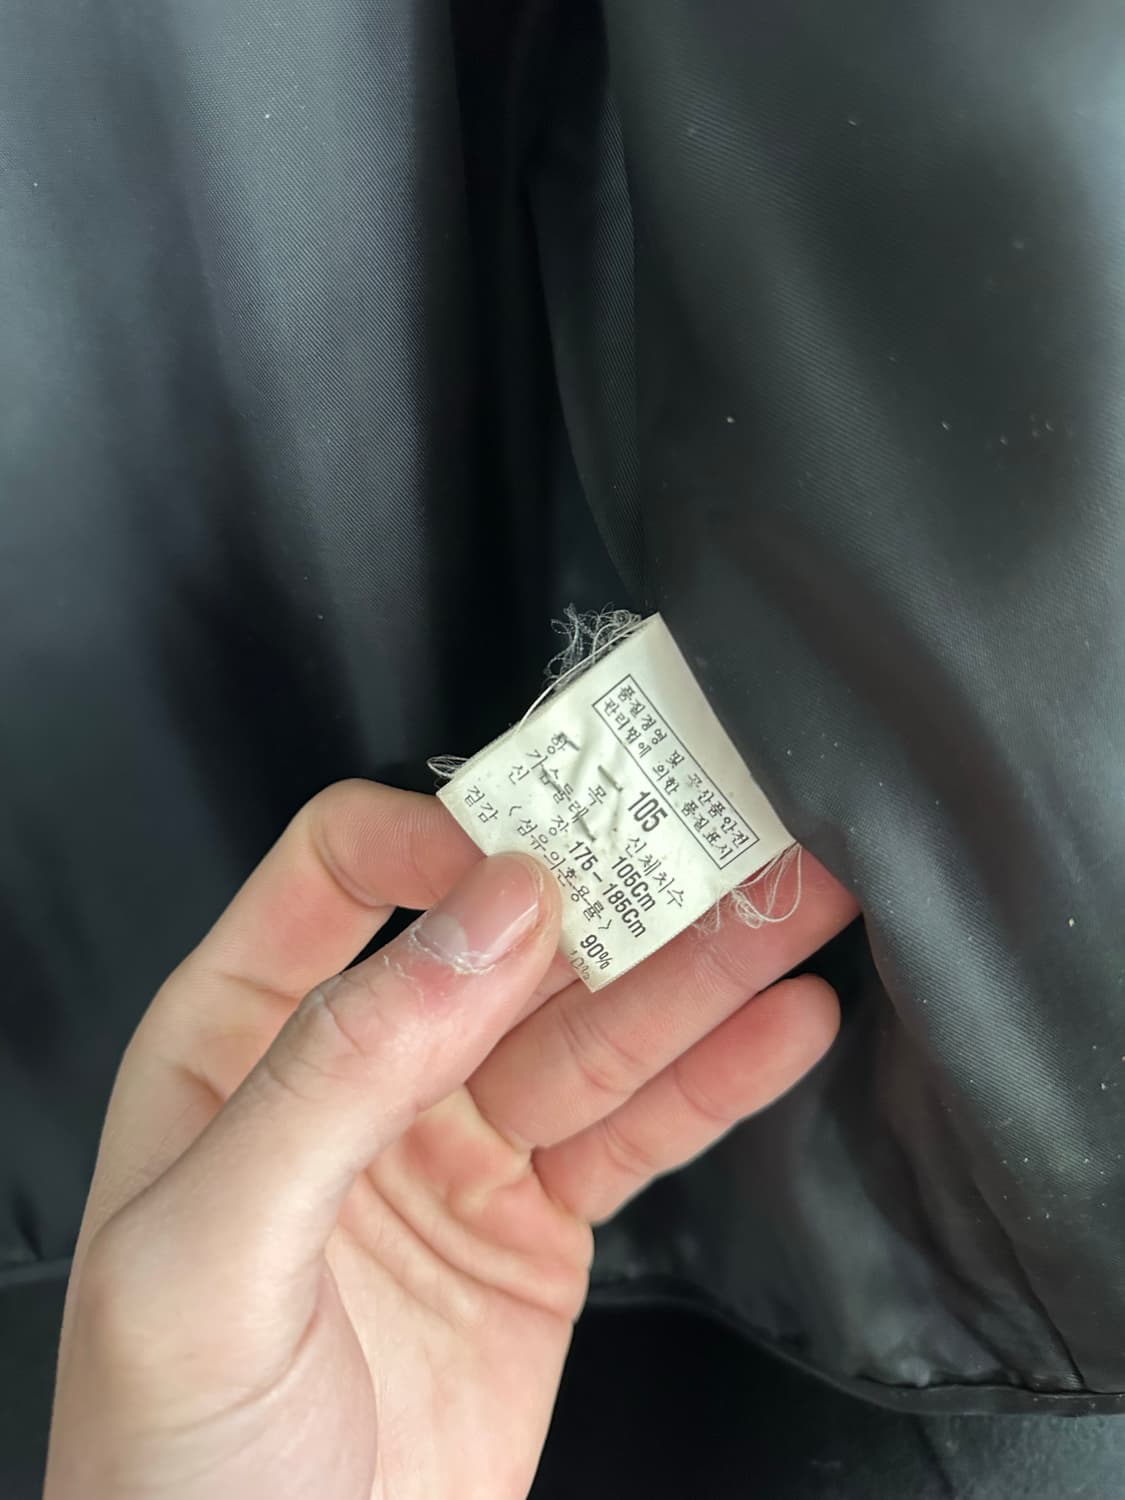 품질경영 및 공산품안전
관리법에 의한 품질표시
105
항 목 신체치수
가슴둘레 105Cm
신 장 175-185Cm
〈섬유의혼용률〉
겉감 90%
10%